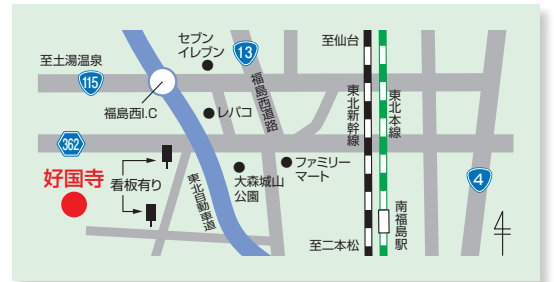 セブン
イレブン
13
至仙台
至土湯温泉
115
福島西I.C
レパコ
福島西道路
東北新幹線
東北本線
362
好国寺
看板有り
東北自動車道
大森城山
公園
ファミリー
マート
4
南福島駅
至二本松